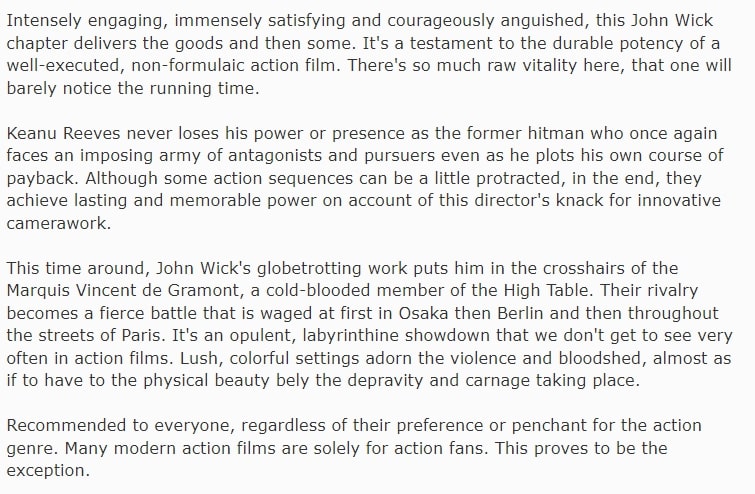 Intensely engaging, immensely satisfying and courageously anguished, this John Wick
chapter delivers the goods and then some. It's a testament to the durable potency of a
well-executed, non-formulaic action film. There's so much raw vitality here, that one will
barely notice the running time.
Keanu Reeves never loses his power or presence as the former hitman who once again
faces an imposing army of antagonists and pursuers even as he plots his own course of
payback. Although some action sequences can be a little protracted, in the end, they
achieve lasting and memorable power on account of this director's knack for innovative
camerawork.
This time around, John Wick's globetrotting work puts him in the crosshairs of the
Marquis Vincent de Gramont, a cold-blooded member of the High Table. Their rivalry
becomes a fierce battle that is waged at first in Osaka then Berlin and then throughout
the streets of Paris. It's an opulent, labyrinthine showdown that we don't get to see very
often in action films. Lush, colorful settings adorn the violence and bloodshed, almost as
if to have to the physical beauty bely the depravity and carnage taking place.
Recommended to everyone, regardless of their preference or penchant for the action
genre. Many modern action films are solely for action fans. This proves to be the
exception.